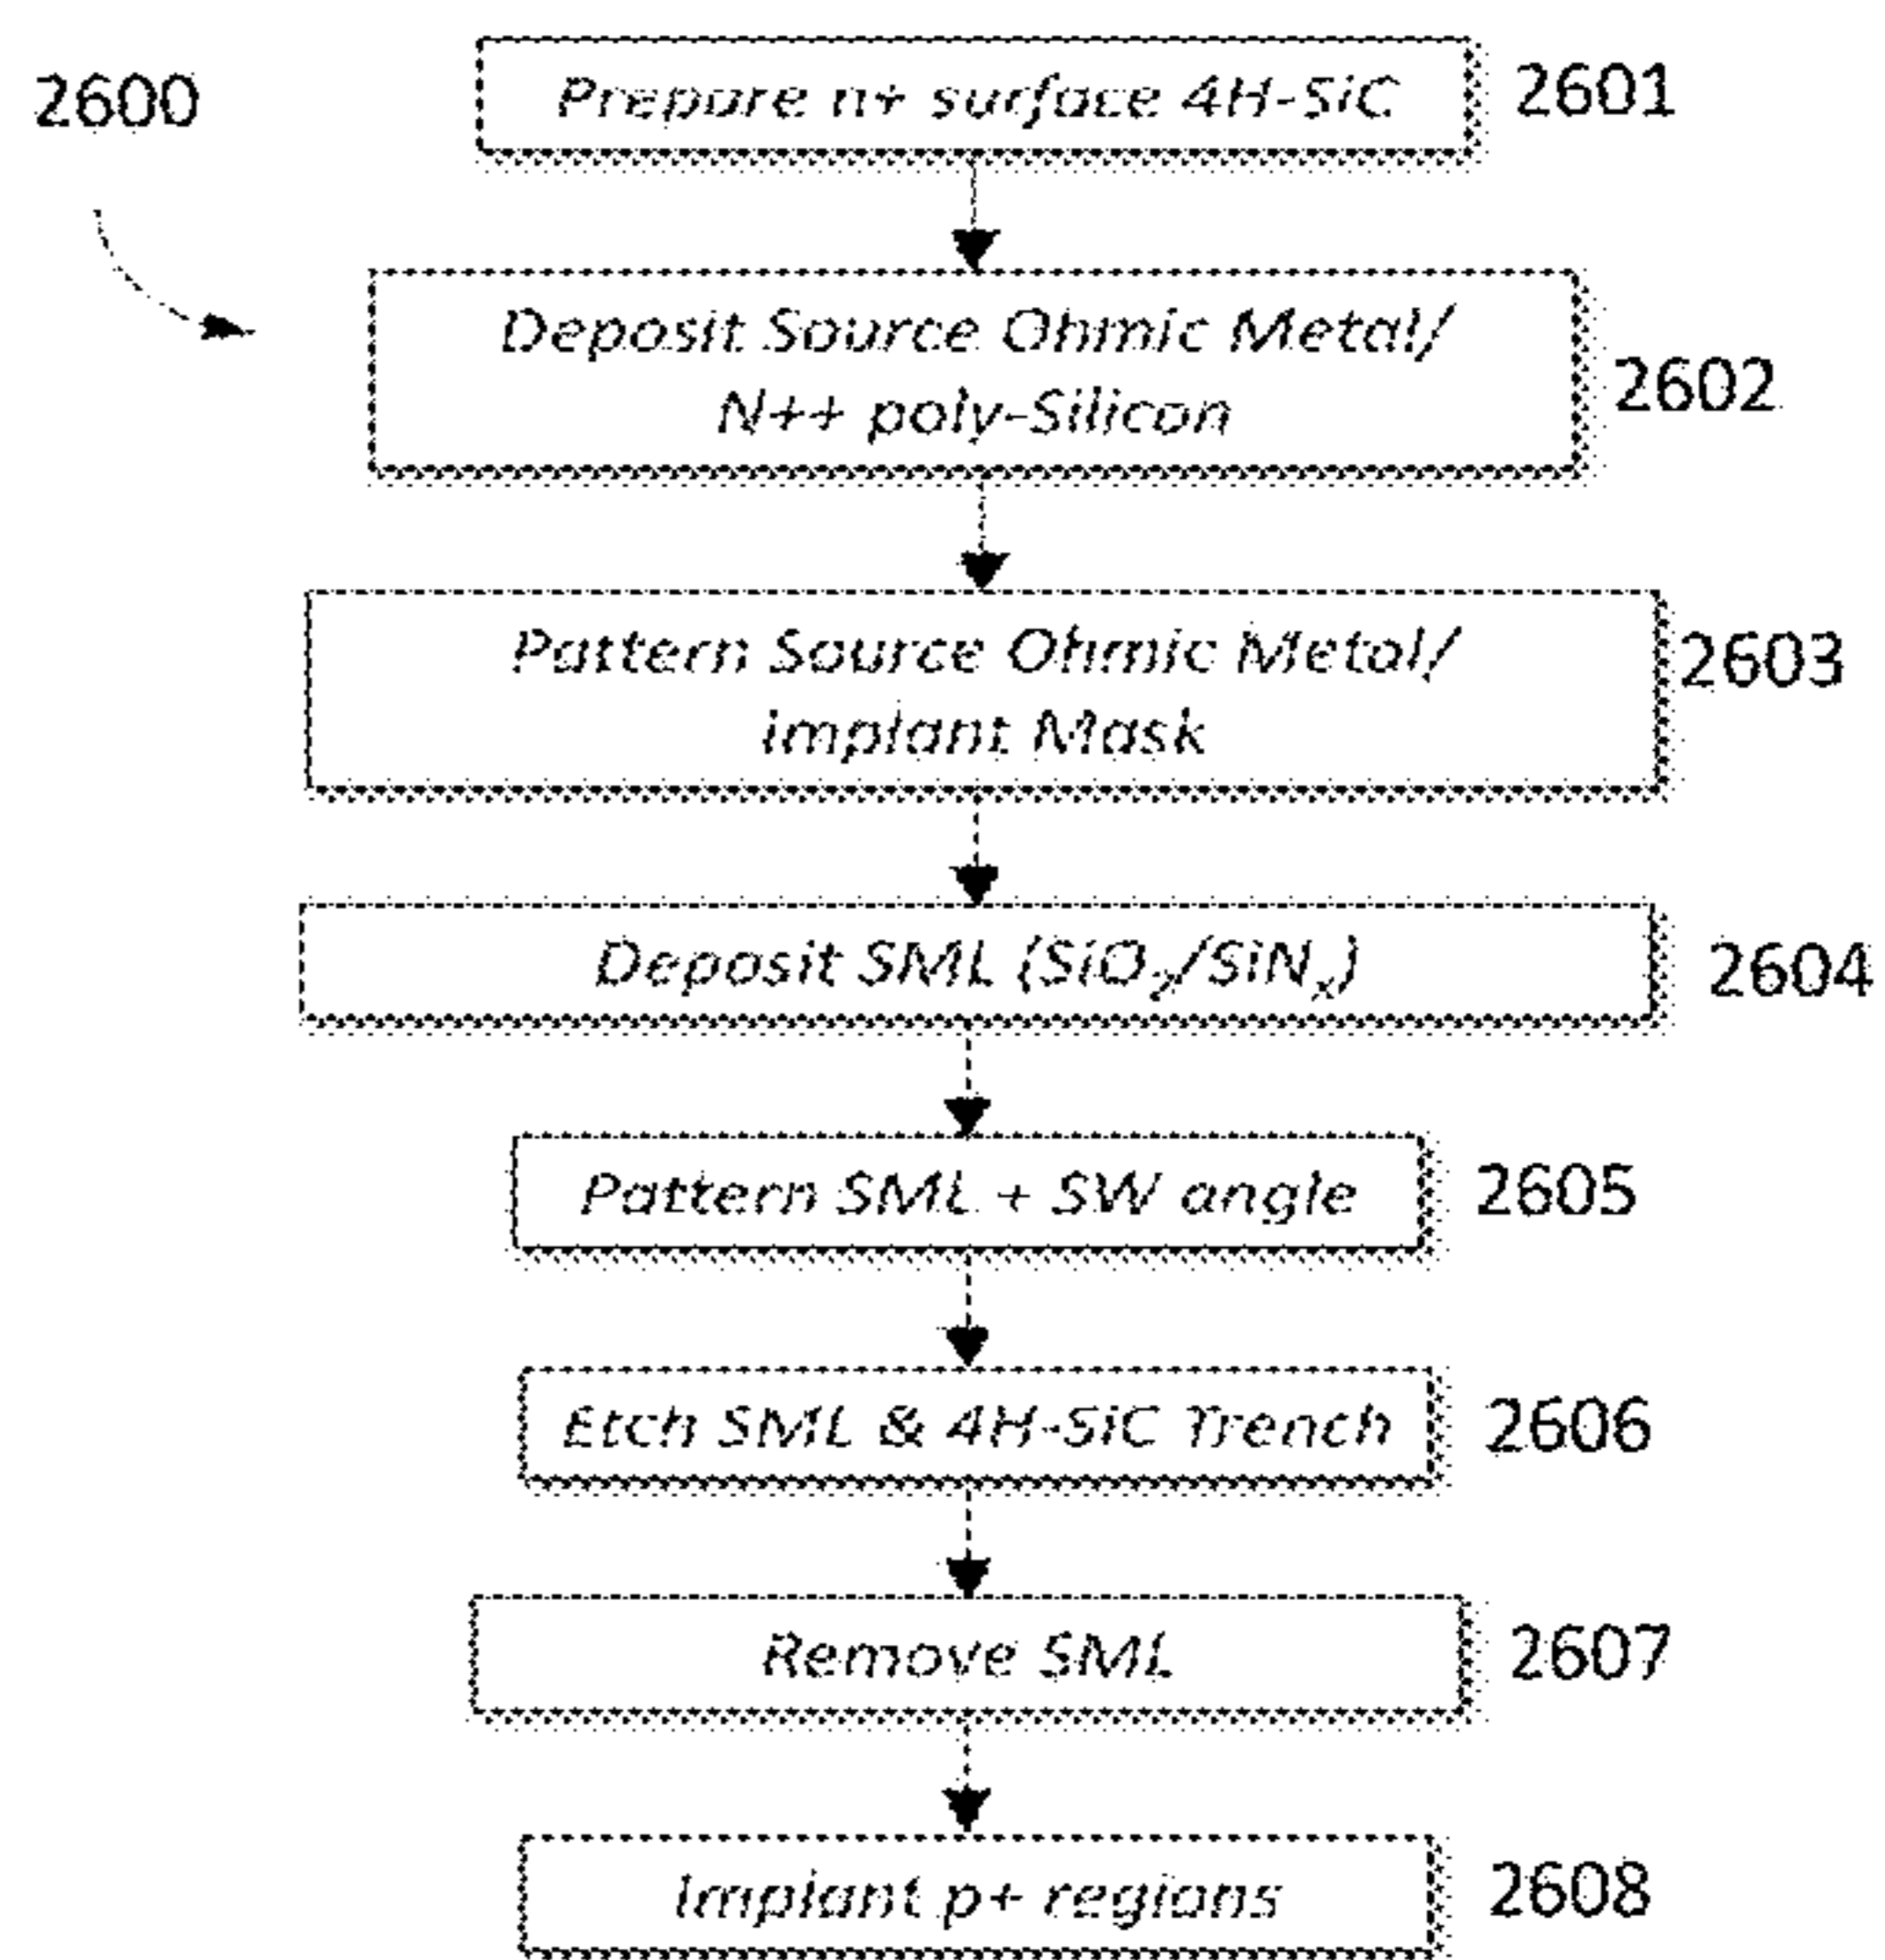 2600
Prepare n+ surface 4H-SiC
2601
Deposit Source Ohmic Metal/
N++ poly-Silicon
2602
Pattern Source Ohmic Metal/
implant Mask
2603
Deposit SML (SiO₂/SiNₓ)
2604
Pattern SML + SW angle
2605
Etch SML & 4H-SiC Trench
2606
Remove SML
2607
Implant p+ regions
2608